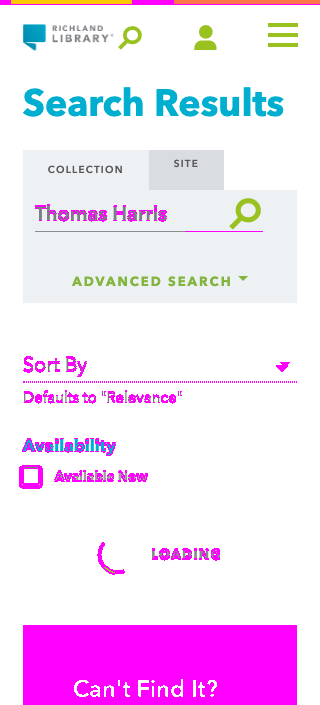 RICHLAND
LIBRARY
Search Results
COLLECTION
SITE
Thomas Harris
ADVANCED SEARCH
Sort By
Defaults to "Relevance"
Availability
Available Now
LOADING
Can't Find It?